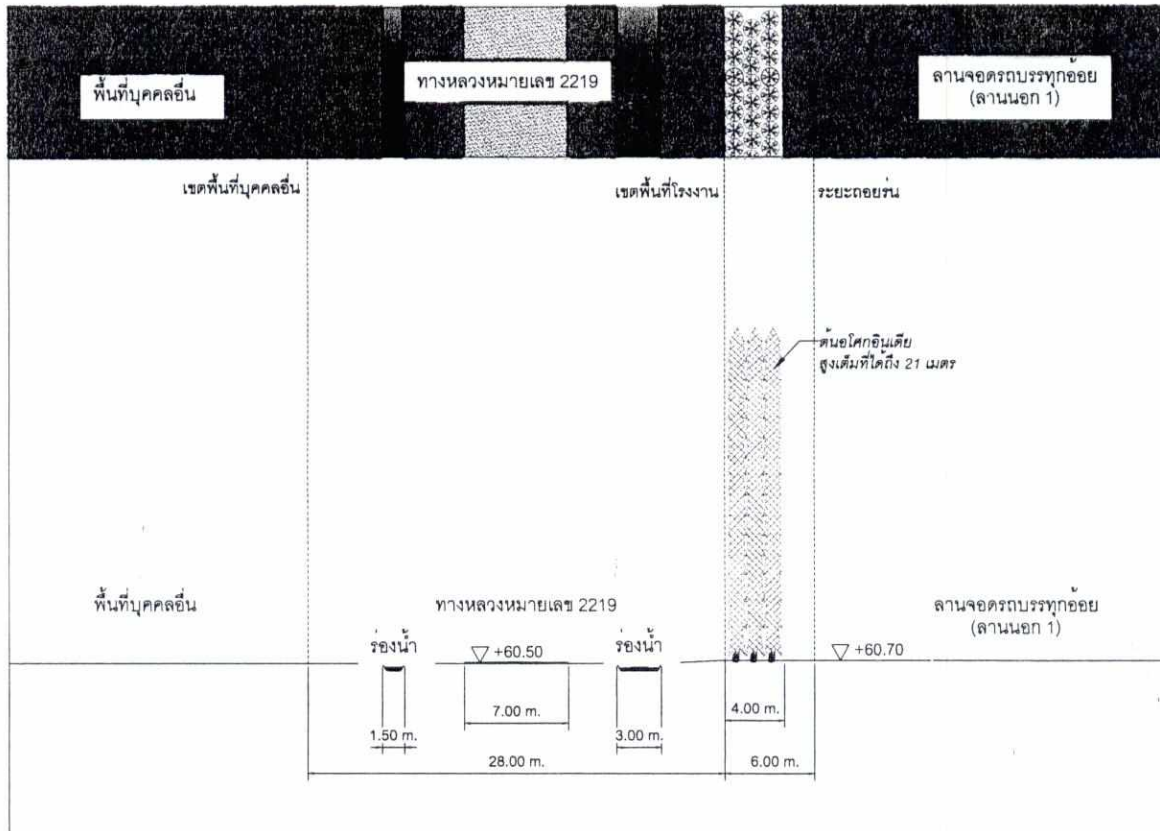 พื้นที่บุคคลอื่น
ทางหลวงหมายเลข 2219
ลานจอดรถบรรทุกอ้อย
(ลานนอก 1)
เขตพื้นที่บุคคลอื่น
เขตพื้นที่โรงงาน
ระยะถอยร่น
ต้นอโศกอินเดีย
สูงเต็มที่ได้ถึง 21 เมตร
พื้นที่บุคคลอื่น
ทางหลวงหมายเลข 2219
ลานจอดรถบรรทุกอ้อย
(ลานนอก 1)
ร่องน้ำ
+60.50
ร่องน้ำ
+60.70
1.50 m.
7.00 m.
3.00 m.
4.00 m.
28.00 m.
6.00 m.